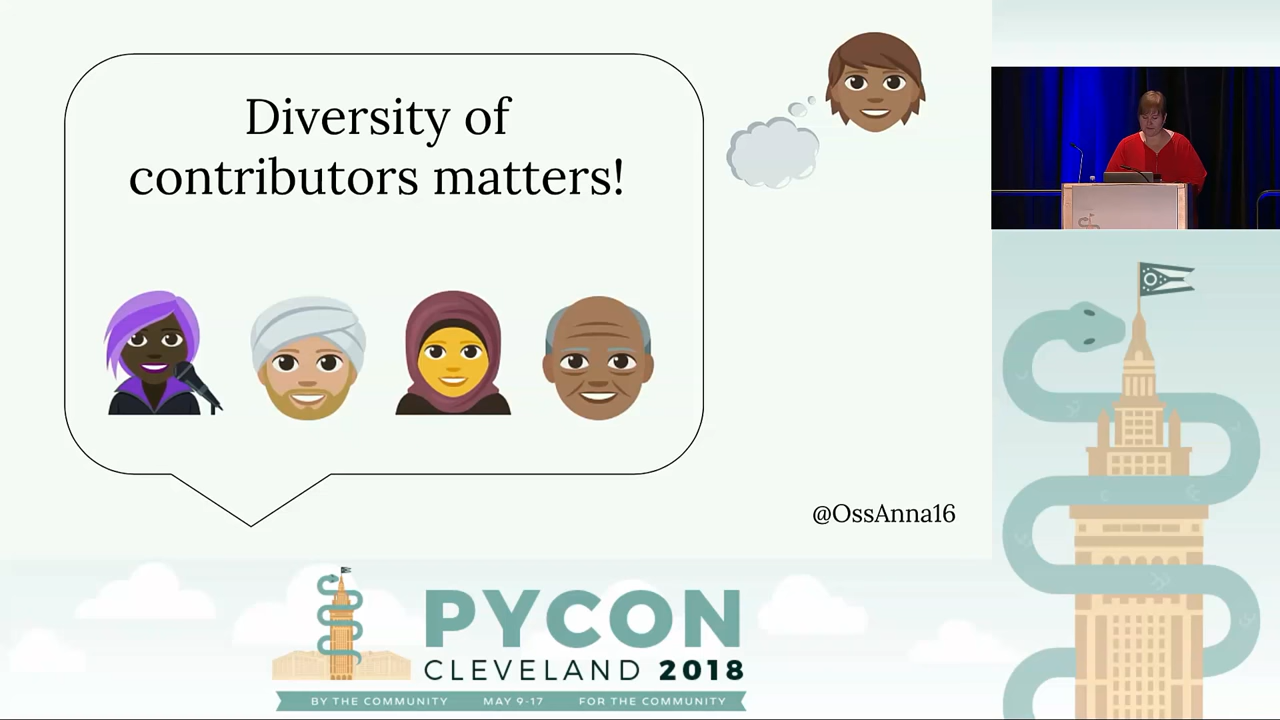 Diversity of
contributors matters!
@OssAnna16
PYCON
CLEVELAND 2018
BY THE COMMUNITY MAY 9-17 FOR THE COMMUNITY